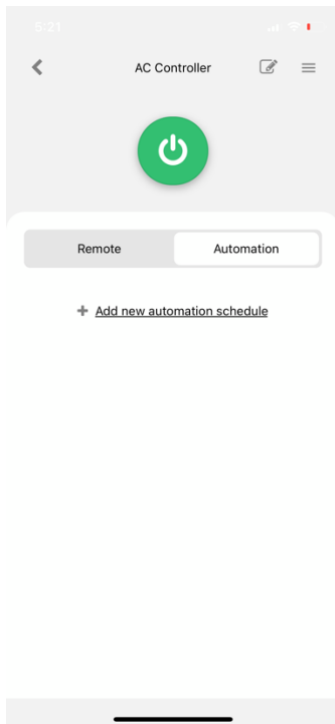 5:21
AC Controller
Remote
Automation
+ Add new automation schedule